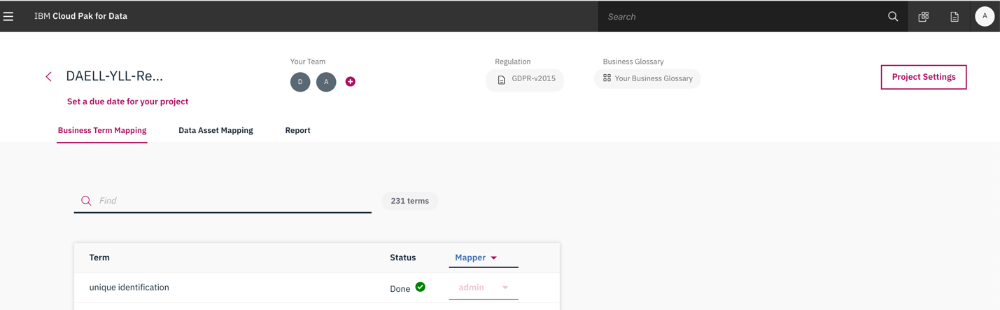 IBM Cloud Pak for Data
Search
A
DAELL-YLL-Re...
Set a due date for your project
Your Team
D
A
Regulation
GDPR-v2015
Business Glossary
Your Business Glossary
Project Settings
Business Term Mapping
Data Asset Mapping
Report
Find
231 terms
Term
Status
Mapper
unique identification
Done
admin